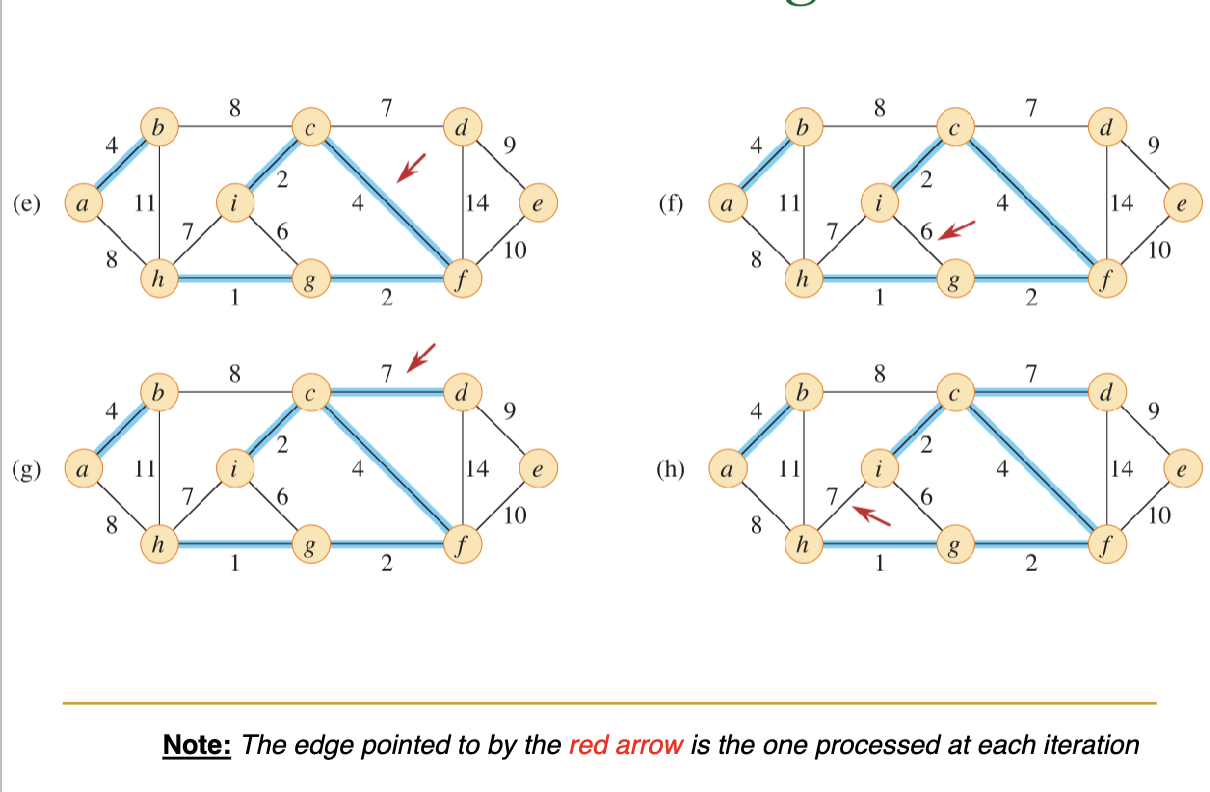 8 7 8 7
b c d b c d
4 9 4 9
2 2
(e) a 11 i 4 14 e (f) a 11 i 4 14 e
7 6 7 6
8 10 8 10
h g f h g f
1 2 1 2
8 7 8 7
b c d b c d
4 9 4 9
2 2
(g) a 11 i 4 14 e (h) a 11 i 4 14 e
7 6 7 6
8 10 8 10
h g f h g f
1 2 1 2
Note: The edge pointed to by the red arrow is the one processed at each iteration